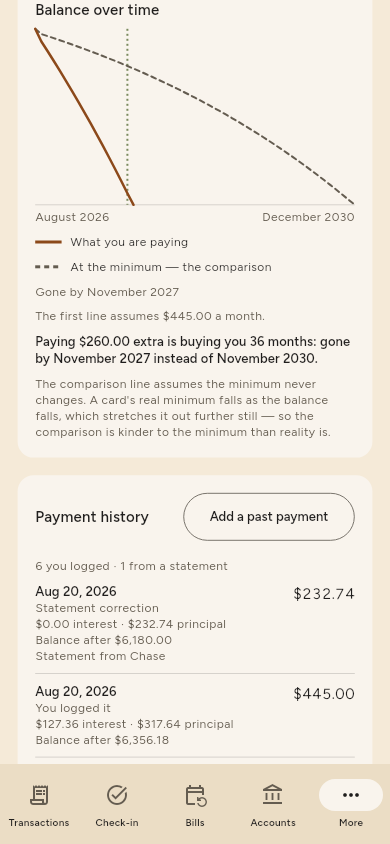 Balance over time
August 2026
December 2030
What you are paying
At the minimum — the comparison
Gone by November 2027
The first line assumes $445.00 a month.
Paying $260.00 extra is buying you 36 months: gone
by November 2027 instead of November 2030.
The comparison line assumes the minimum never
changes. A card's real minimum falls as the balance
falls, which stretches it out further still — so the
comparison is kinder to the minimum than reality is.
Payment history
Add a past payment
6 you logged · 1 from a statement
Aug 20, 2026
$232.74
Statement correction
$0.00 interest · $232.74 principal
Balance after $6,180.00
Statement from Chase
Aug 20, 2026
$445.00
You logged it
$127.36 interest · $317.64 principal
Balance after $6,356.18
Transactions
Check-in
Bills
Accounts
More